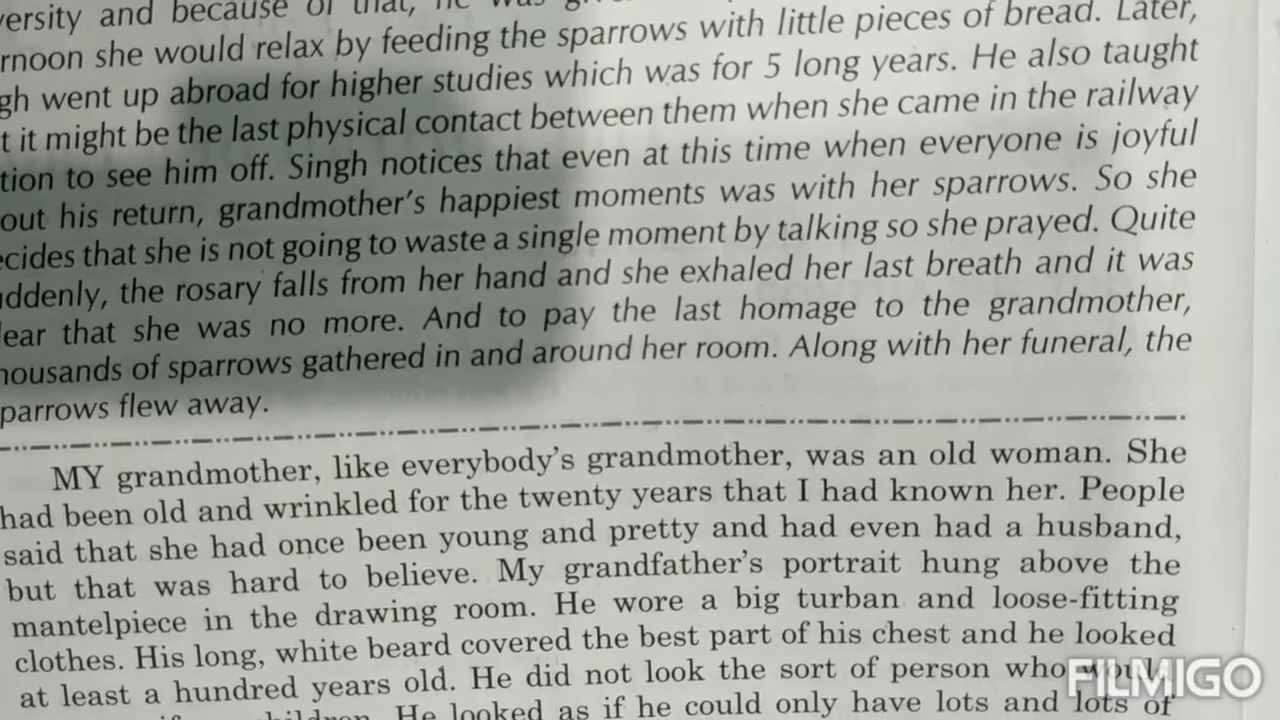 versity and because of that, he was
rnoon she would relax by feeding the sparrows with little pieces of bread. Later,
gh went up abroad for higher studies which was for 5 long years. He also taught
t it might be the last physical contact between them when she came in the railway
tion to see him off. Singh notices that even at this time when everyone is joyful
out his return, grandmother's happiest moments was with her sparrows. So she
ecides that she is not going to waste a single moment by talking so she prayed. Quite
uddenly, the rosary falls from her hand and she exhaled her last breath and it was
lear that she was no more. And to pay the last homage to the grandmother,
housands of sparrows gathered in and around her room. Along with her funeral, the
parrows flew away.
MY grandmother, like everybody's grandmother, was an old woman. She
had been old and wrinkled for the twenty years that I had known her. People
said that she had once been young and pretty and had even had a husband,
but that was hard to believe. My grandfather's portrait hung above the
mantelpiece in the drawing room. He wore a big turban and loose-fitting
clothes. His long, white beard covered the best part of his chest and he looked
at least a hundred years old. He did not look the sort of person who would
children. He looked as if he could only have lots and lots of
FILMIGO